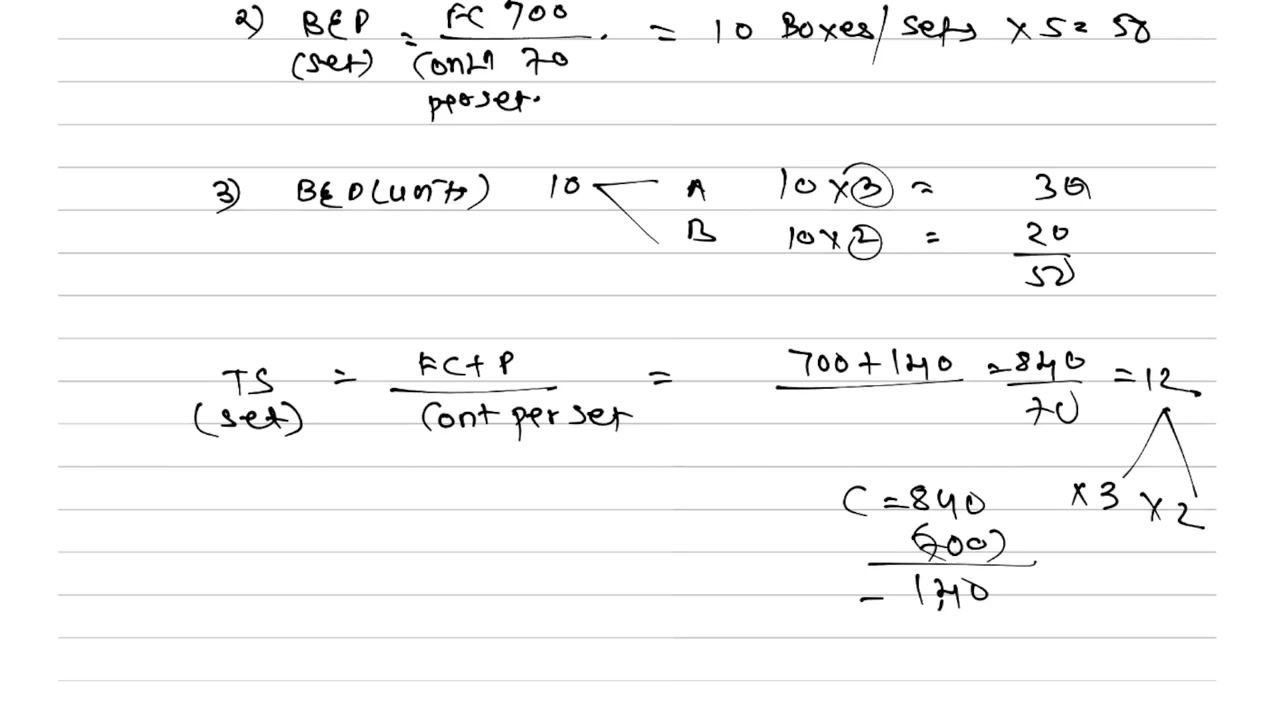 2) BEP = FC 700 = 10 Boxes/sets × 5 = 50
(set) Contn 70
per set.
3) BEP (units) 10 A 10 × 3 = 30
B 10 × 2 = 20
50
TS = FC + P = 700 + 140 = 840 = 12
(set) Cont per set 70
× 3 × 2
C = 840
(700)
- 140